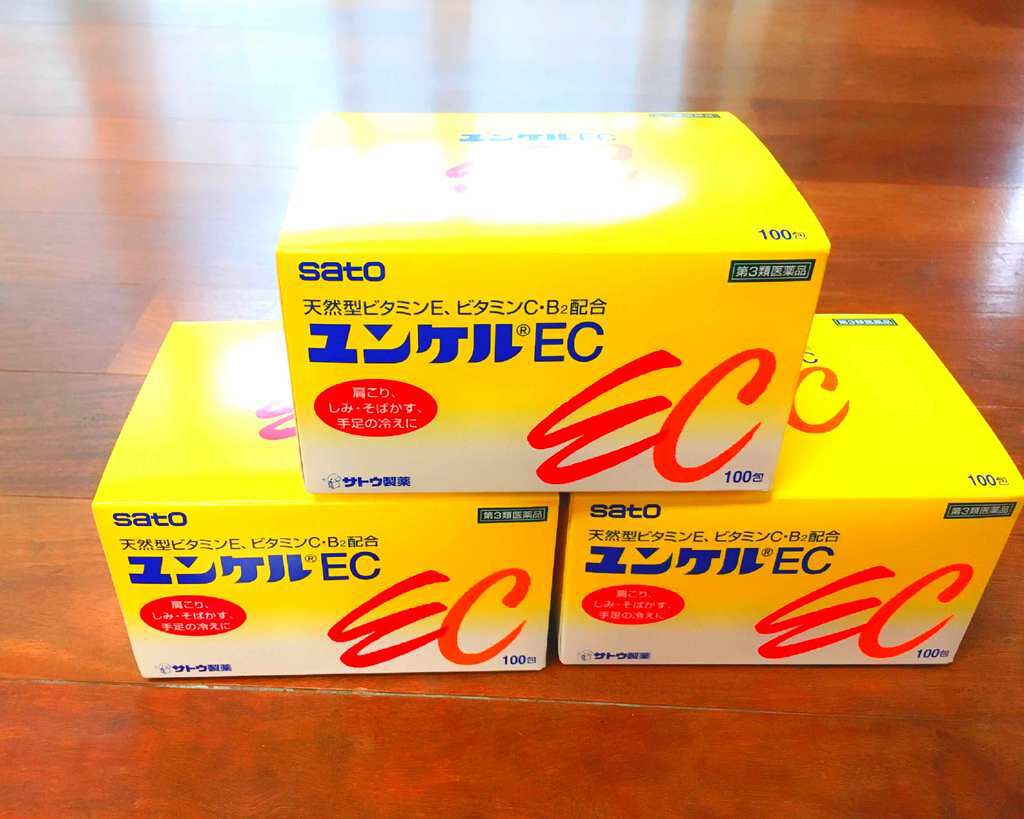 ユンケルEC
100包
sato
第3類医薬品
天然型ビタミンE、ビタミンC・B2配合
ユンケル®EC
肩こり、
しみ・そばかす、
手足の冷えに
EC
サトウ製薬
100包
sato
第3類医薬品
天然型ビタミンE、ビタミンC・B2配合
ユンケル®EC
肩こり、
しみ・そばかす、
手足の冷えに
EC
サトウ製薬
100包
第3類医薬品
C
100包
sato
第3類医薬品
天然型ビタミンE、ビタミンC・B2配合
ユンケル®EC
肩こり、
しみ・そばかす、
手足の冷えに
EC
サトウ製薬
100包